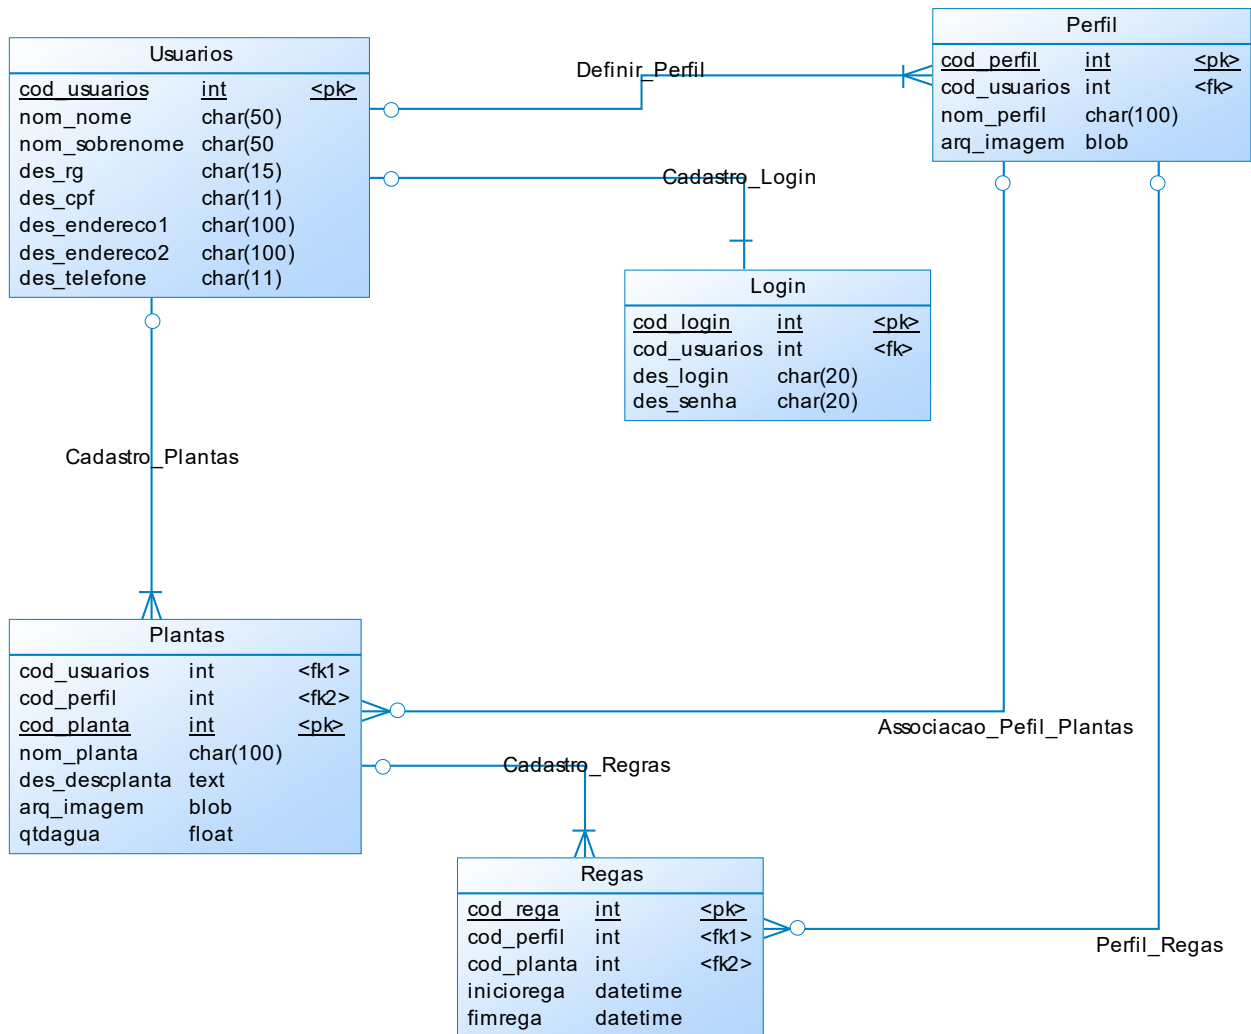 Usuarios
cod_usuarios int <pk>
nom_nome char(50)
nom_sobrenome char(50
des_rg char(15)
des_cpf char(11)
des_endereco1 char(100)
des_endereco2 char(100)
des_telefone char(11)
Definir_Perfil
Perfil
cod_perfil int <pk>
cod_usuarios int <fk>
nom_perfil char(100)
arq_imagem blob
Cadastro_Login
Login
cod_login int <pk>
cod_usuarios int <fk>
des_login char(20)
des_senha char(20)
Cadastro_Plantas
Plantas
cod_usuarios int <fk1>
cod_perfil int <fk2>
cod_planta int <pk>
nom_planta char(100)
des_descplanta text
arq_imagem blob
qtdagua float
Associacao_Pefil_Plantas
Cadastro_Regras
Regas
cod_rega int <pk>
cod_perfil int <fk1>
cod_planta int <fk2>
iniciorega datetime
fimrega datetime
Perfil_Regas